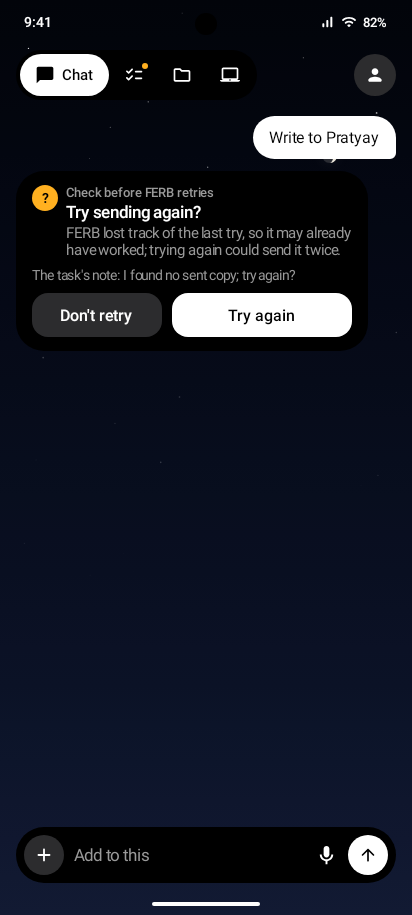 9:41
82%
Chat
Write to Pratyay
?
Check before FERB retries
Try sending again?
FERB lost track of the last try, so it may already
have worked; trying again could send it twice.
The task's note: I found no sent copy; try again?
Don't retry
Try again
Add to this